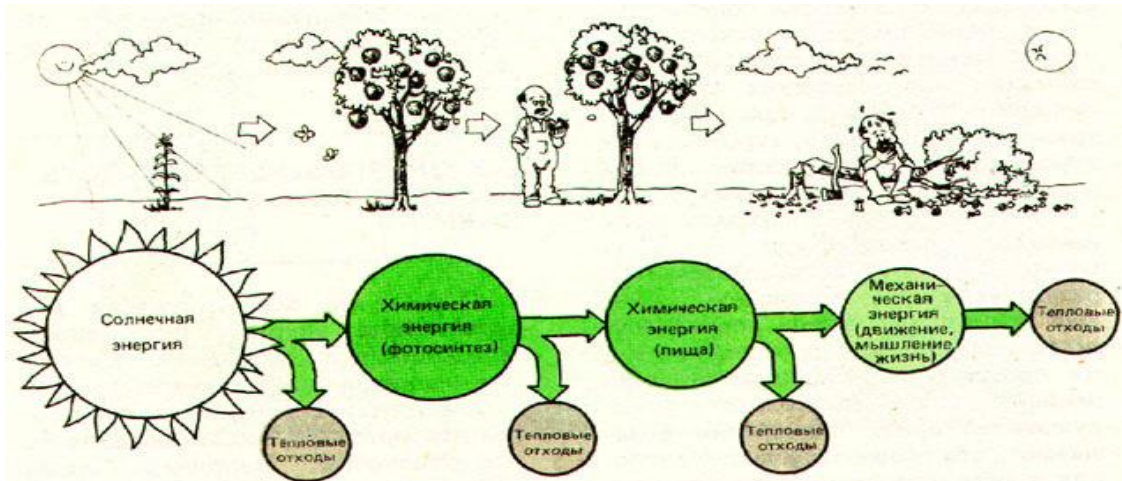 Солнечная
энергия
Химическая
энергия
(фотосинтез)
Химическая
энергия
(пища)
Механи-
ческая
энергия
(движение,
мышление,
жизнь)
Тепловые
отходы
Тепловые
отходы
Тепловые
отходы
Тепловые
отходы